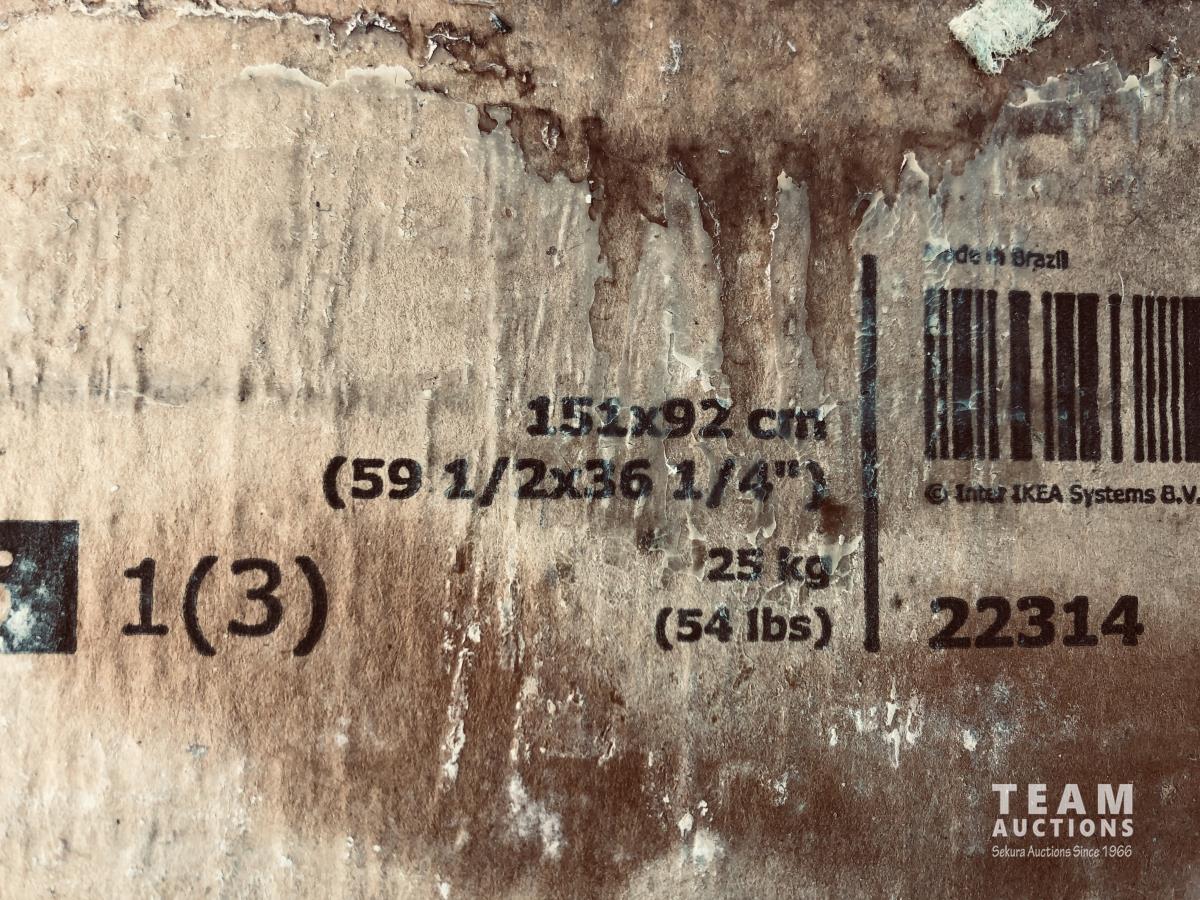 Made in Brazil
151x92 cm
(59 1/2x36 1/4")
© Inter IKEA Systems B.V.
25 kg
1(3)
(54 lbs)
22314
TEAM
AUCTIONS
Sekura Auctions Since 1966